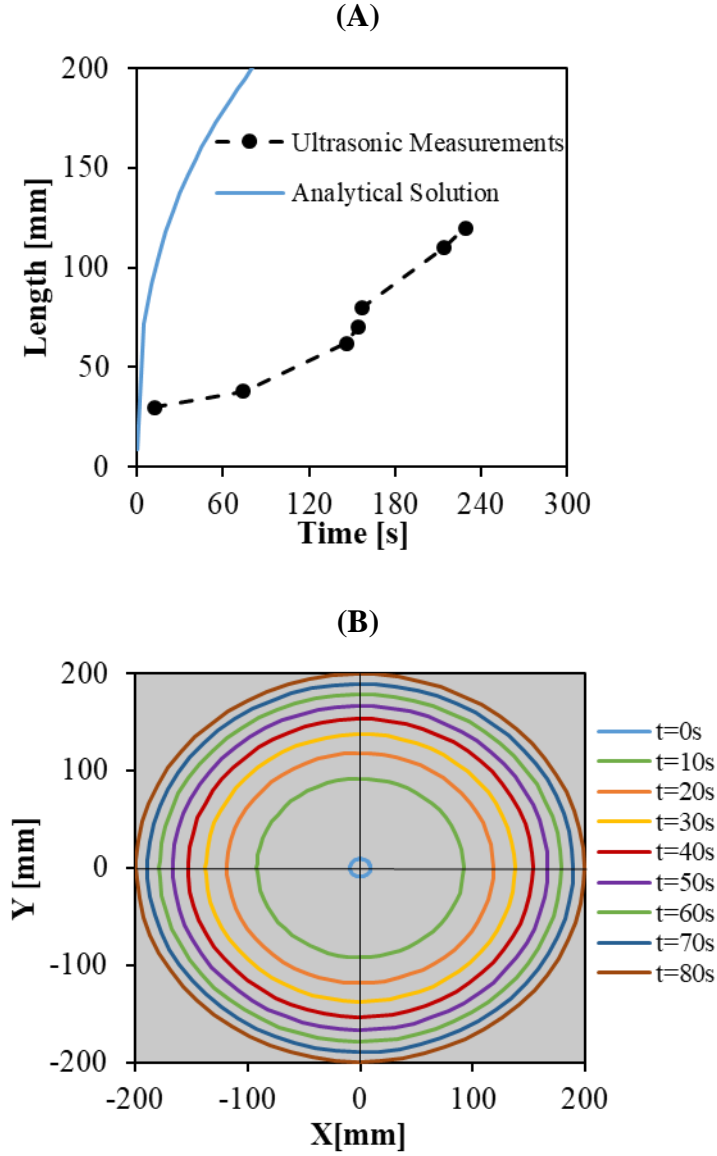 (A)
200
150
100
50
0
Length [mm]
Ultrasonic Measurements
Analytical Solution
0 60 120 180 240 300
Time [s]
(B)
200
100
0
-100
-200
Y [mm]
-200 -100 0 100 200
X[mm]
t=0s
t=10s
t=20s
t=30s
t=40s
t=50s
t=60s
t=70s
t=80s